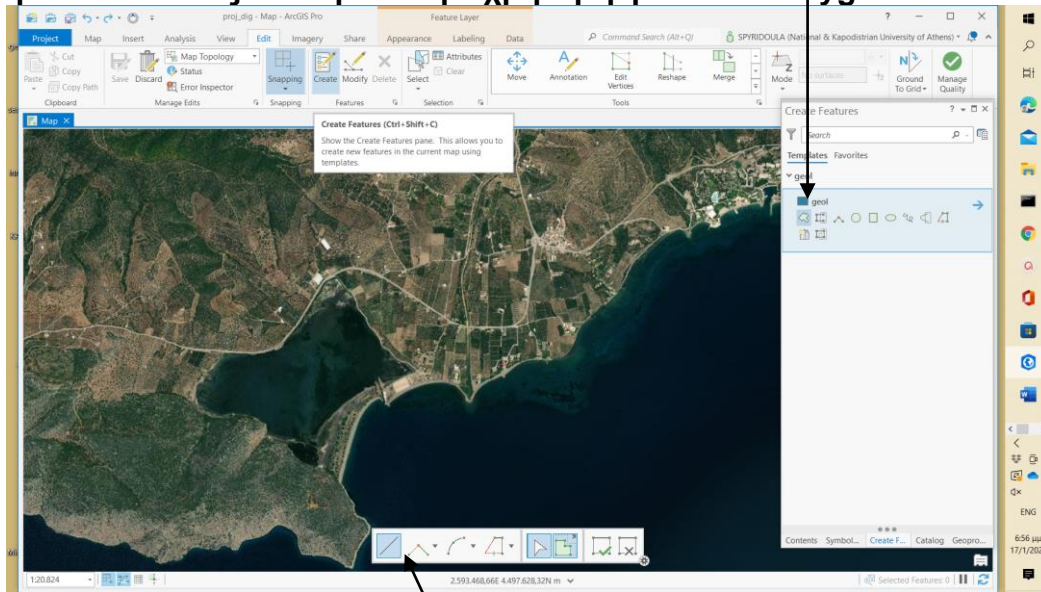 proj_dig - Map - ArcGIS Pro
Feature Layer
Project Map Insert Analysis View Edit Imagery Share Appearance Labeling Data
Command Search (Alt+Q)
SPYRIDOULA (National & Kapodistrian University of Athens)
Paste
Cut
Copy
Copy Path
Clipboard
Save Discard
Map Topology
Status
Error Inspector
Manage Edits
Snapping
Snapping
Create Modify Delete
Features
Select
Attributes
Clear
Selection
Move
Annotation
Edit
Vertices
Reshape
Merge
Tools
Mode
No surfaces
Ground
To Grid
Manage
Quality
Map
Create Features (Ctrl+Shift+C)
Show the Create Features pane. This allows you to
create new features in the current map using
templates.
Create Features
Search
Templates Favorites
geol
geol
Contents Symbol... Create F... Catalog Geopro...
1:20.824
2.593.468,66E 4.497.628,32N m
Selected Features: 0
ENG
6:56 μμ